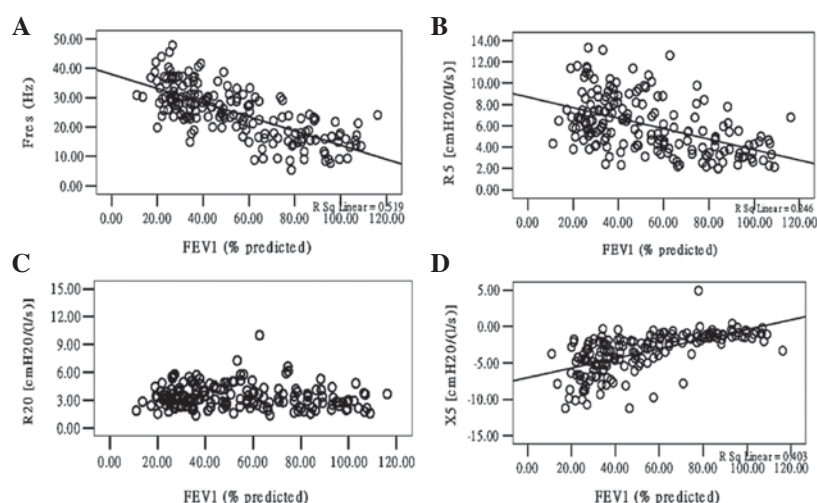 A
50.00
40.00
30.00
20.00
10.00
0.00
Fres (Hz)
0.00 20.00 40.00 60.00 80.00 100.00 120.00
R Sq Linear = 0.519
FEV1 (% predicted)
B
14.00
12.00
10.00
8.00
6.00
4.00
2.00
0.00
R5 [cmH20/(l/s)]
0.00 20.00 40.00 60.00 80.00 100.00 120.00
R Sq Linear = 0.246
FEV1 (% predicted)
C
15.00
12.00
9.00
6.00
3.00
0.00
R20 [cmH20/(l/s)]
0.00 20.00 40.00 60.00 80.00 100.00 120.00
FEV1 (% predicted)
D
5.00
0.00
-5.00
-10.00
-15.00
X5 [cmH20/(l/s)]
R Sq Linear = 0.403
0.00 20.00 40.00 60.00 80.00 100.00 120.00
FEV1 (% predicted)